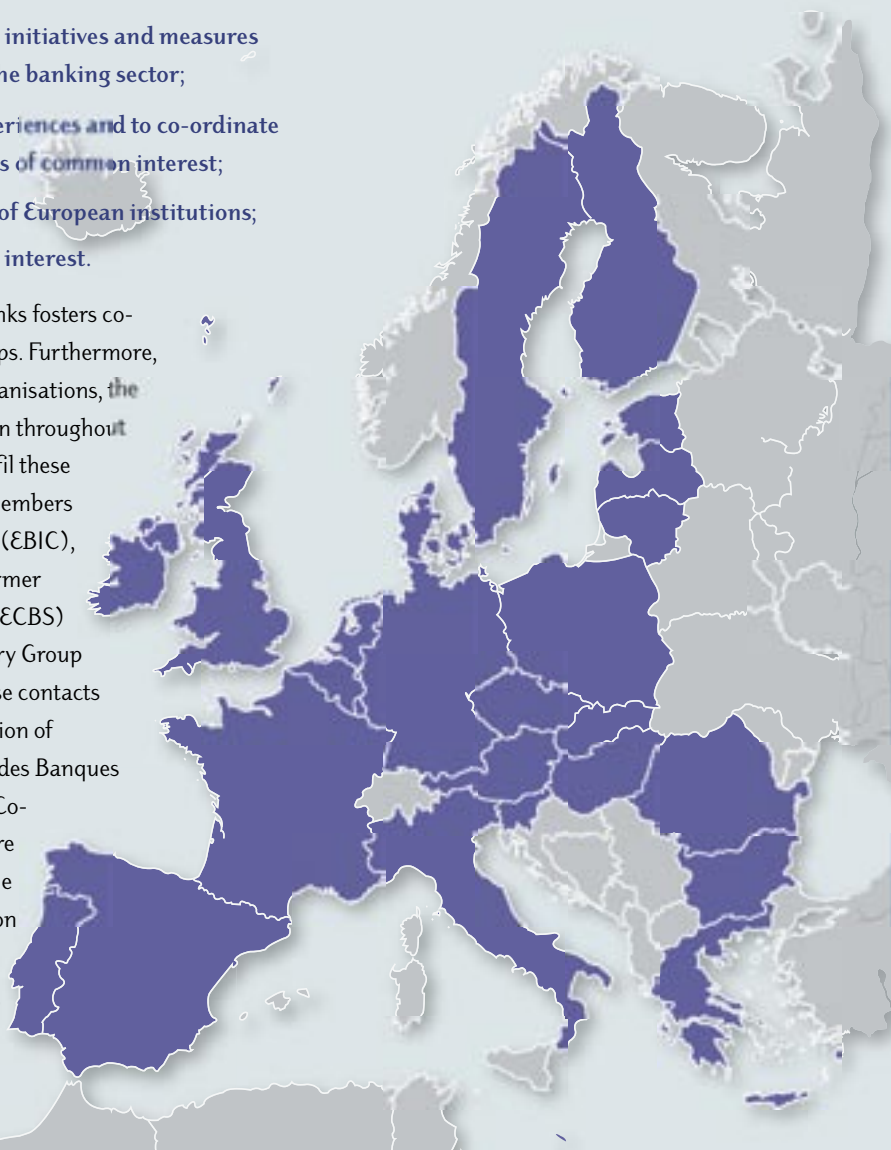 initiatives and measures
ne banking sector;
eriences and to co-ordinate
s of common interest;
of European institutions;
interest.
nks fosters co-
ps. Furthermore,
anisations, the
n throughout
fil these
embers
(EBIC),
rmer
ECBS)
ry Group
se contacts
ion of
des Banques
Co-
re
e
on